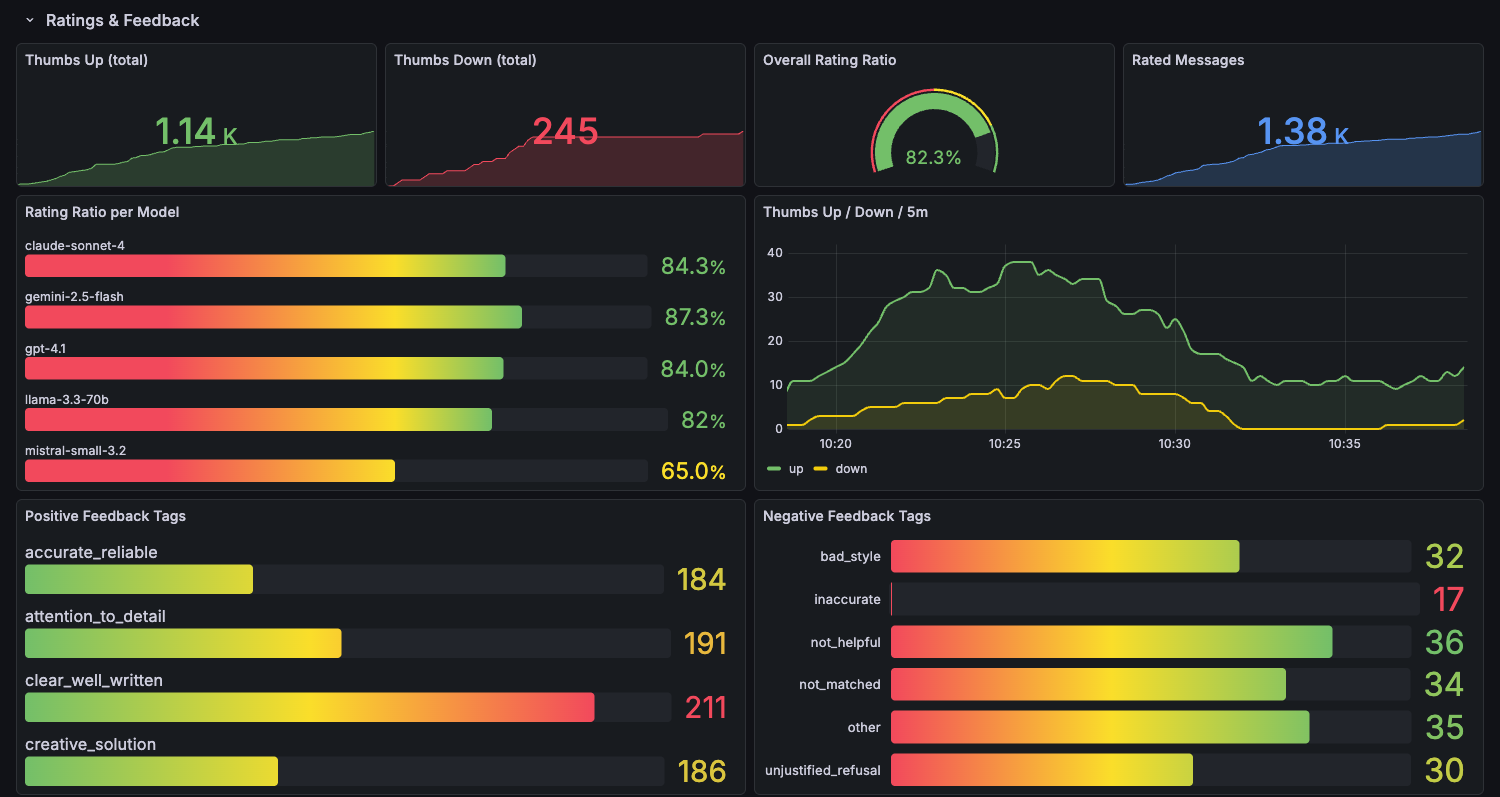 Ratings & Feedback
Thumbs Up (total)
1.14 K
Thumbs Down (total)
245
Overall Rating Ratio
82.3%
Rated Messages
1.38 K
Rating Ratio per Model
claude-sonnet-4
84.3%
gemini-2.5-flash
87.3%
gpt-4.1
84.0%
llama-3.3-70b
82%
mistral-small-3.2
65.0%
Thumbs Up / Down / 5m
40
30
20
10
0
10:20 10:25 10:30 10:35
up down
Positive Feedback Tags
accurate_reliable
184
attention_to_detail
191
clear_well_written
211
creative_solution
186
Negative Feedback Tags
bad_style 32
inaccurate 17
not_helpful 36
not_matched 34
other 35
unjustified_refusal 30